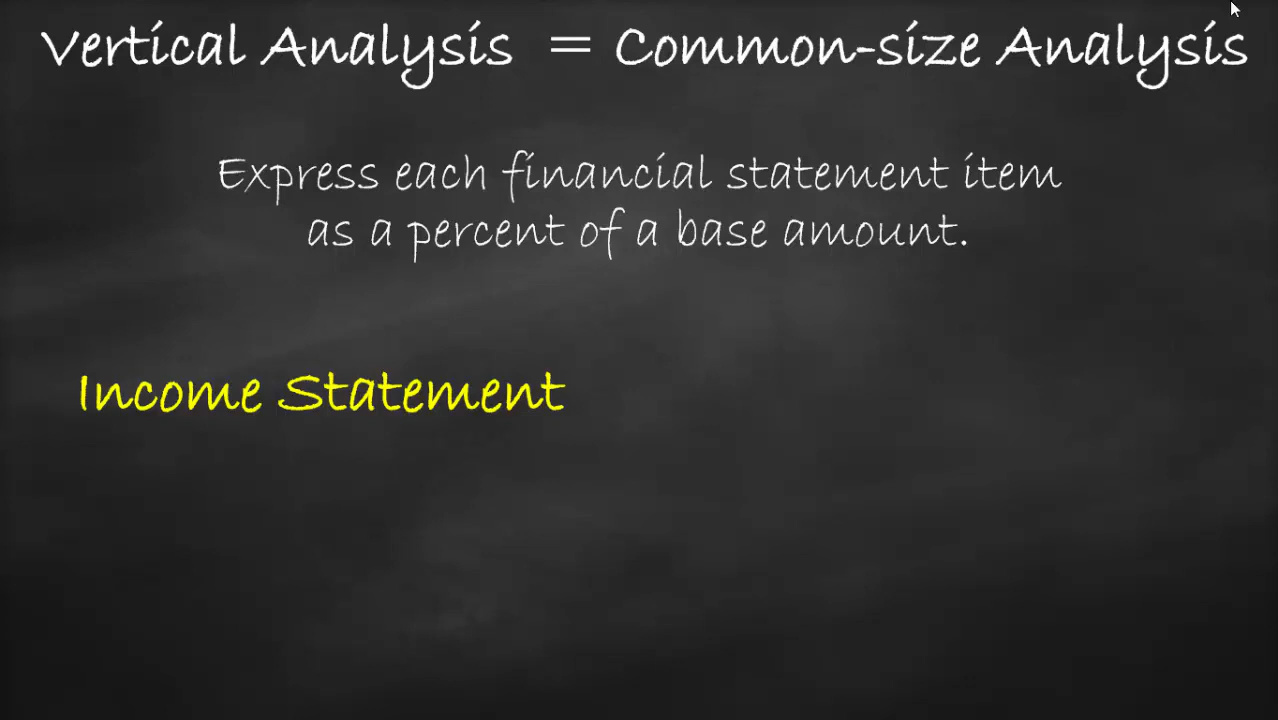 Vertical Analysis = Common-size Analysis
Express each financial statement item
as a percent of a base amount.
Income Statement